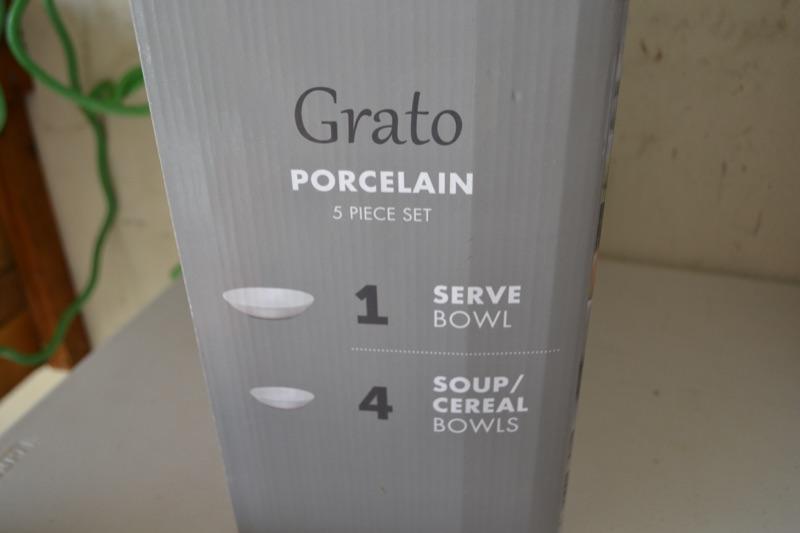 Grato
PORCELAIN
5 PIECE SET
1 SERVE
BOWL
4 SOUP/
CEREAL
BOWLS